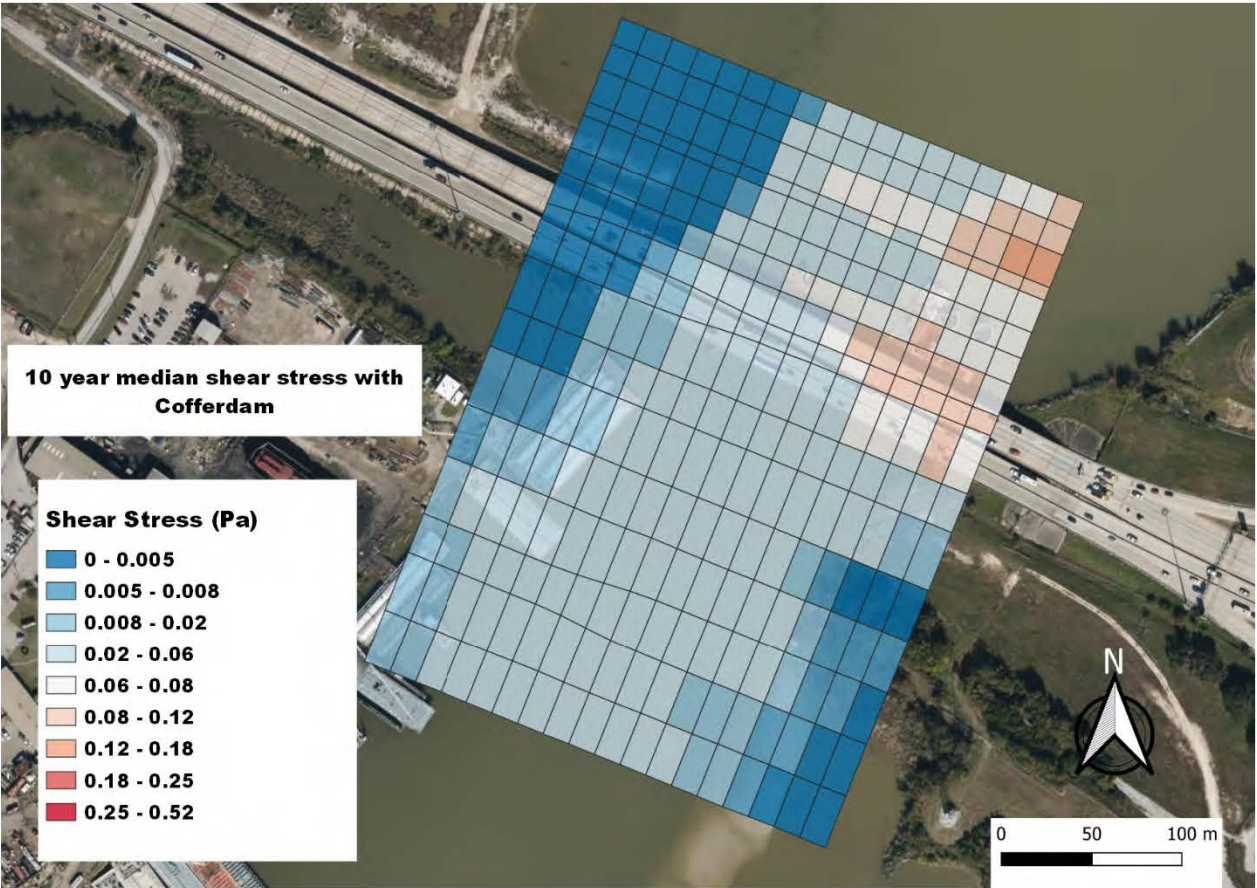 10 year median shear stress with
Cofferdam
Shear Stress (Pa)
0 - 0.005
0.005 - 0.008
0.008 - 0.02
0.02 - 0.06
0.06 - 0.08
0.08 - 0.12
0.12 - 0.18
0.18 - 0.25
0.25 - 0.52
N
0 50 100 m